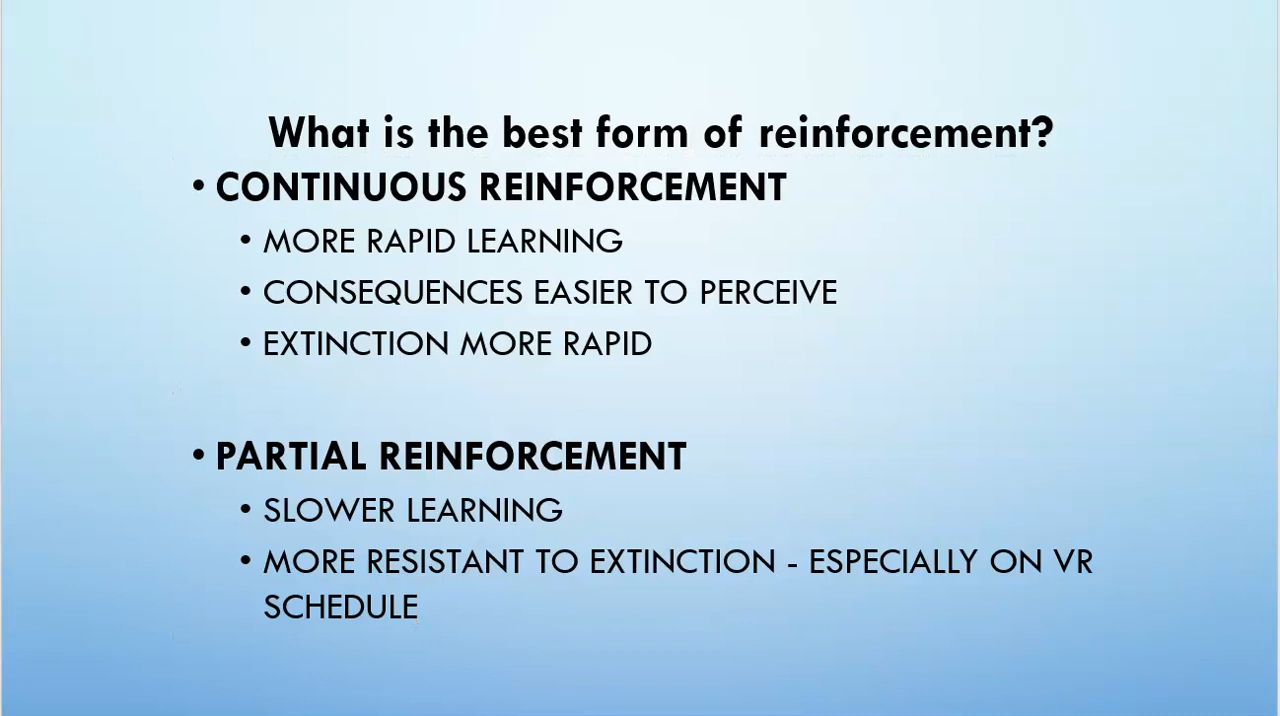 What is the best form of reinforcement?
• CONTINUOUS REINFORCEMENT
• MORE RAPID LEARNING
• CONSEQUENCES EASIER TO PERCEIVE
• EXTINCTION MORE RAPID
• PARTIAL REINFORCEMENT
• SLOWER LEARNING
• MORE RESISTANT TO EXTINCTION - ESPECIALLY ON VR
SCHEDULE